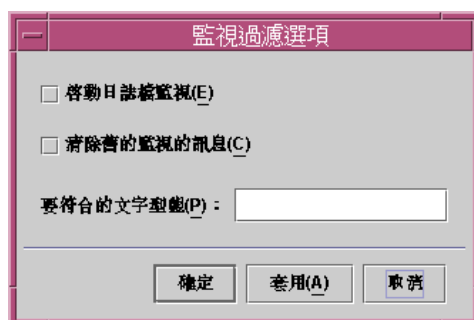 監視過濾選項
啓動日誌檔監視(E)
清除舊的監視的訊息(C)
要符合的文字型態(P)：
確定 套用(A) 取消